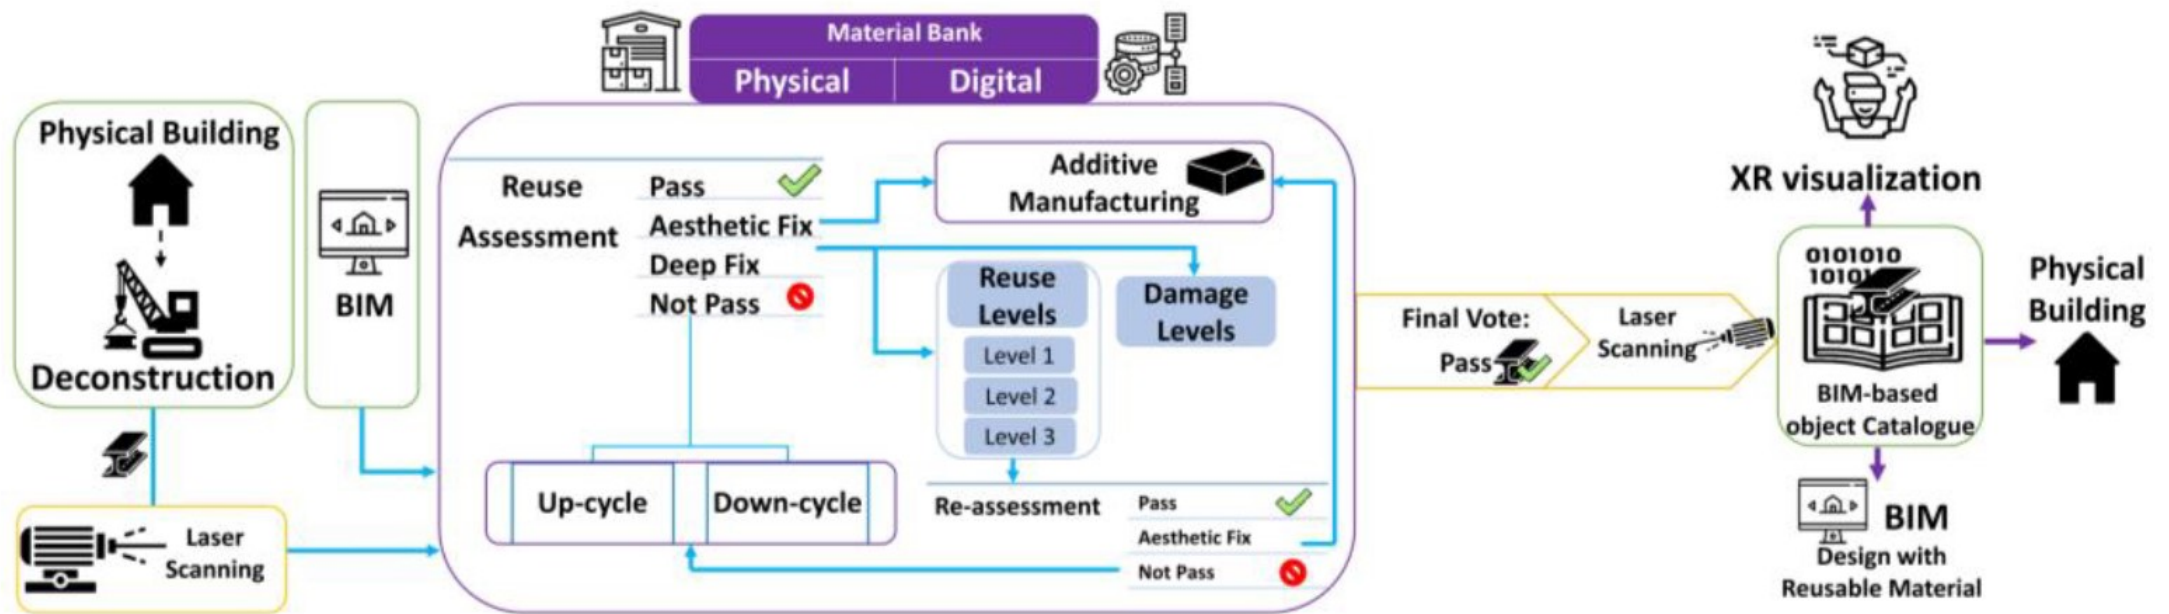 Material Bank
Physical
Digital
Physical Building
Deconstruction
BIM
Laser
Scanning
Reuse
Assessment
Pass
Aesthetic Fix
Deep Fix
Not Pass
Additive
Manufacturing
Reuse
Levels
Level 1
Level 2
Level 3
Damage
Levels
Up-cycle
Down-cycle
Re-assessment
Pass
Aesthetic Fix
Not Pass
Final Vote:
Pass
Laser
Scanning
XR visualization
0101010
10101
BIM-based
object Catalogue
Physical
Building
BIM
Design with
Reusable Material